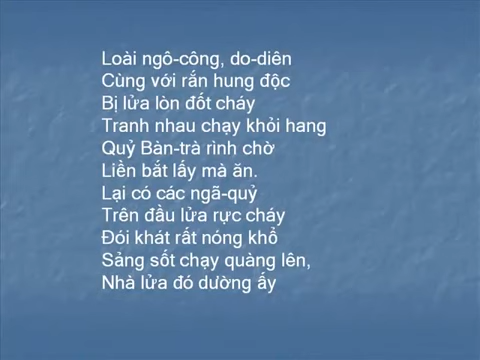 Loài ngô-công, do-diên
Cùng với rắn hung độc
Bị lửa lòn đốt cháy
Tranh nhau chạy khỏi hang
Quỷ Bàn-trà rình chờ
Liền bắt lấy mà ăn.
Lại có các ngã-quỷ
Trên đầu lửa rực cháy
Đói khát rất nóng khổ
Sảng sốt chạy quàng lên,
Nhà lửa đó dường ấy